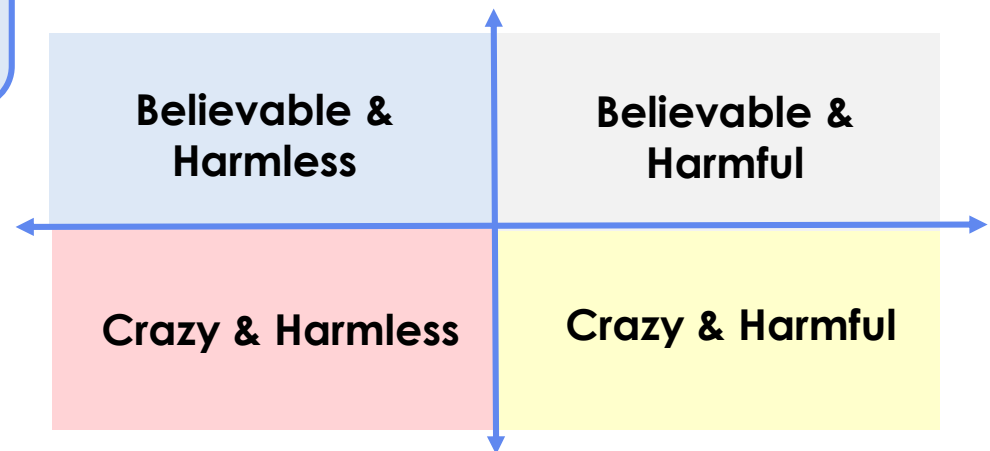 Believable &
Harmless
Believable &
Harmful
Crazy & Harmless
Crazy & Harmful